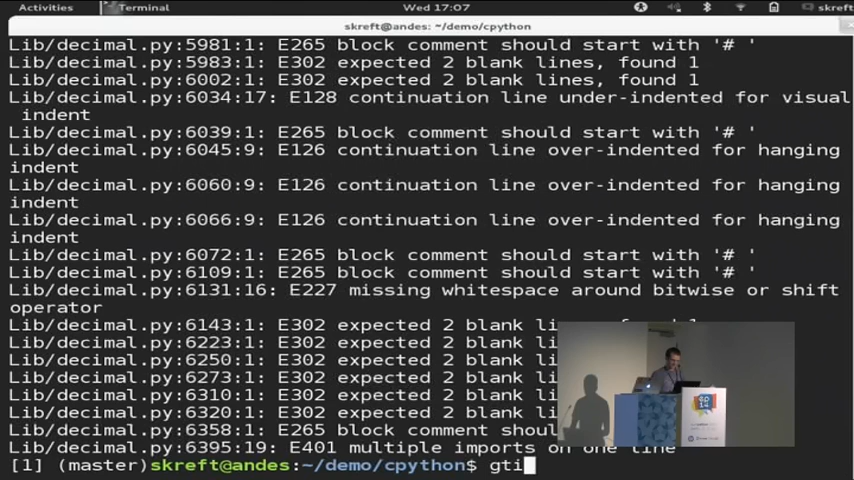 Activities Terminal Wed 17:07 skreft
skreft@andes: ~/demo/cpython
Lib/decimal.py:5981:1: E265 block comment should start with '# '
Lib/decimal.py:5983:1: E302 expected 2 blank lines, found 1
Lib/decimal.py:6002:1: E302 expected 2 blank lines, found 1
Lib/decimal.py:6034:17: E128 continuation line under-indented for visual
indent
Lib/decimal.py:6039:1: E265 block comment should start with '# '
Lib/decimal.py:6045:9: E126 continuation line over-indented for hanging
indent
Lib/decimal.py:6060:9: E126 continuation line over-indented for hanging
indent
Lib/decimal.py:6066:9: E126 continuation line over-indented for hanging
indent
Lib/decimal.py:6072:1: E265 block comment should start with '# '
Lib/decimal.py:6109:1: E265 block comment should start with '# '
Lib/decimal.py:6131:16: E227 missing whitespace around bitwise or shift
operator
Lib/decimal.py:6143:1: E302 expected 2 blank
Lib/decimal.py:6223:1: E302 expected 2 blank li
Lib/decimal.py:6250:1: E302 expected 2 blank li
Lib/decimal.py:6273:1: E302 expected 2 blank li
Lib/decimal.py:6310:1: E302 expected 2 blank li
Lib/decimal.py:6320:1: E302 expected 2 blank li
Lib/decimal.py:6358:1: E265 block comment shou
Lib/decimal.py:6395:19: E401 multiple imports on one line
[1] (master)skreft@andes:~/demo/cpython$ gti